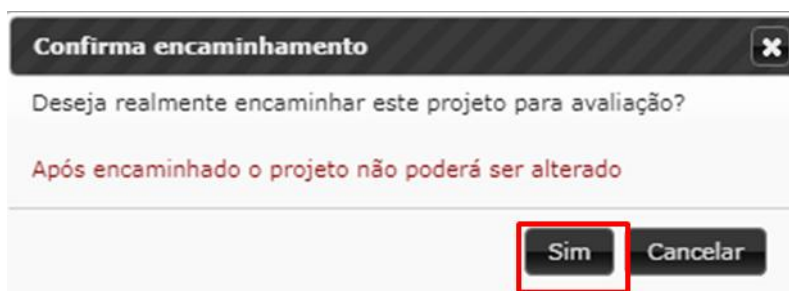 Confirma encaminhamento
Deseja realmente encaminhar este projeto para avaliação?
Após encaminhado o projeto não poderá ser alterado
Sim Cancelar